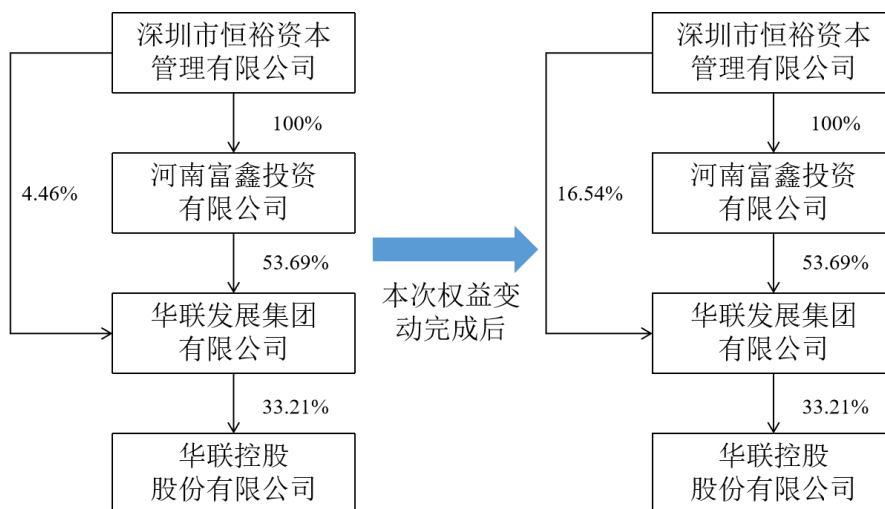 深圳市恒裕资本
管理有限公司
100%
河南富鑫投资
有限公司
4.46%
53.69%
华联发展集团
有限公司
33.21%
华联控股
股份有限公司
本次权益变
动完成后
深圳市恒裕资本
管理有限公司
100%
河南富鑫投资
有限公司
16.54%
53.69%
华联发展集团
有限公司
33.21%
华联控股
股份有限公司